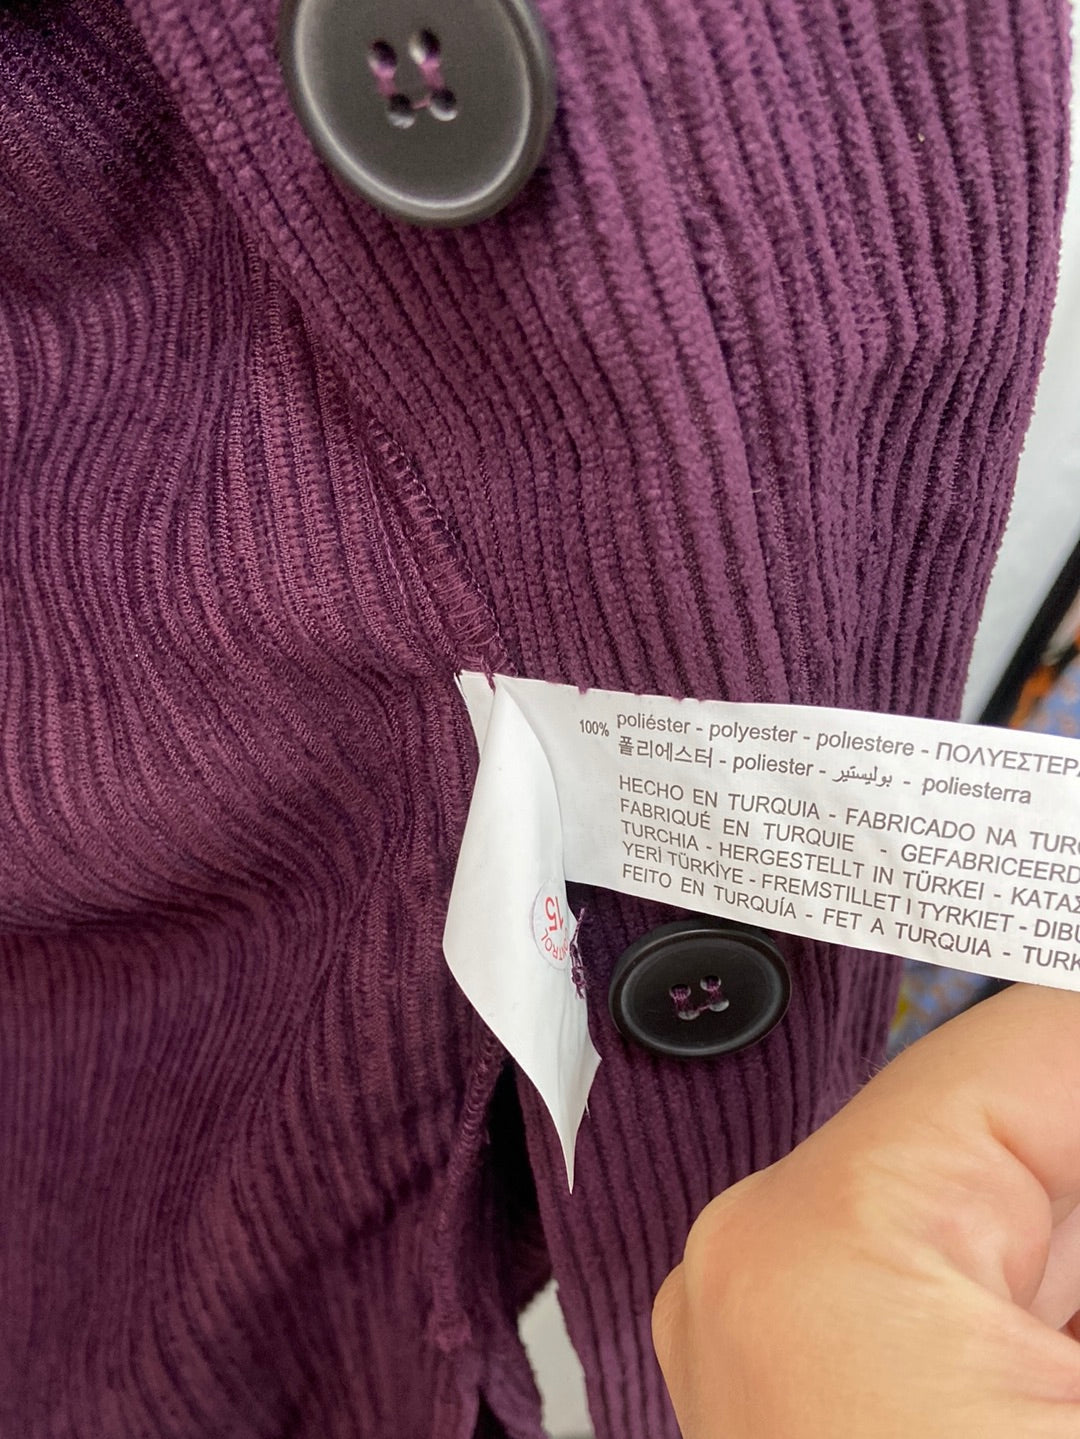 100% poliéster - polyester - poliestere - ΠΟΛΥΕΣΤΕΡΑ
폴리에스터 - poliester - بوليستير - poliesterra
HECHO EN TURQUIA - FABRICADO NA TURQ
FABRIQUÉ EN TURQUIE - GEFABRICEERD
TURCHIA - HERGESTELLT IN TÜRKEI - ΚΑΤΑΣ
YERİ TÜRKİYE - FREMSTILLET I TYRKIET - DIBU
FEITO EN TURQUÍA - FET A TURQUIA - TURK
15